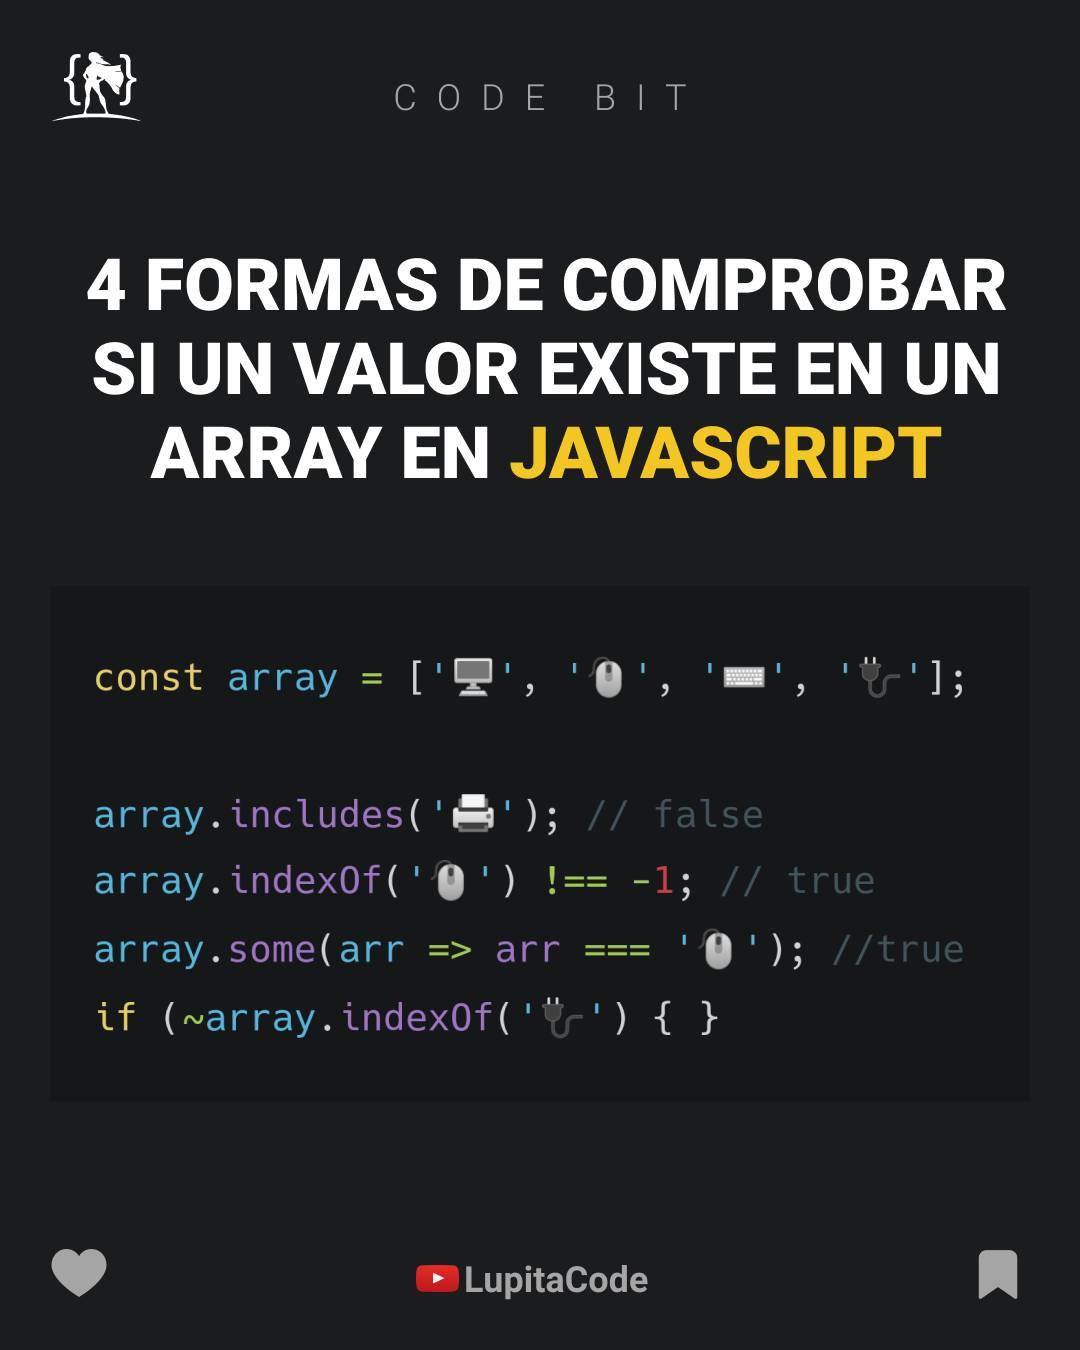 { }
CODE BIT
4 FORMAS DE COMPROBAR
SI UN VALOR EXISTE EN UN
ARRAY EN JAVASCRIPT
const array = ['🖥️', '🖱️', '⌨️', '🔌'];
array.includes('🖨️'); // false
array.indexOf('🖱️') !== -1; // true
array.some(arr => arr === '🖱️'); //true
if (~array.indexOf('🔌') { }
LupitaCode